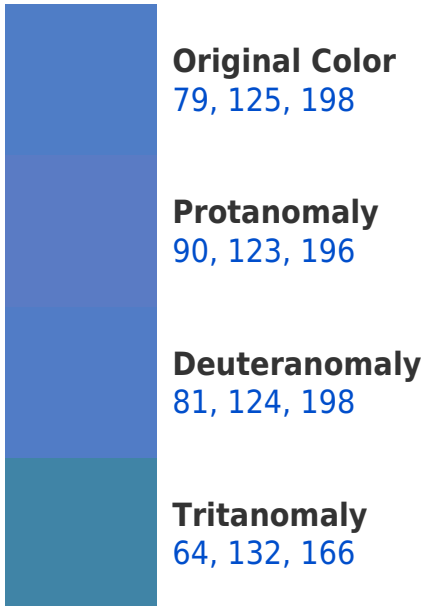 Original Color
79, 125, 198
Protanomaly
90, 123, 196
Deuteranomaly
81, 124, 198
Tritanomaly
64, 132, 166